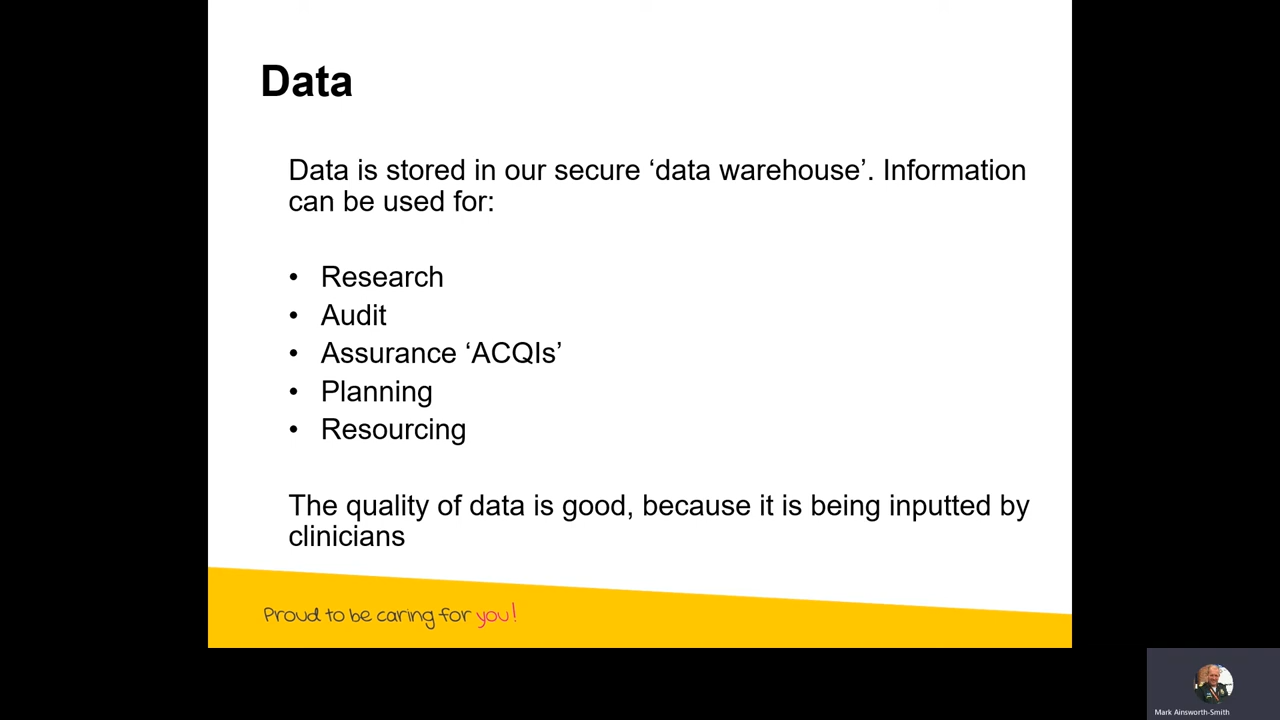 Data
Data is stored in our secure ‘data warehouse’. Information
can be used for:
• Research
• Audit
• Assurance ‘ACQIs’
• Planning
• Resourcing
The quality of data is good, because it is being inputted by
clinicians
Proud to be caring for you!
Mark Ainsworth-Smith